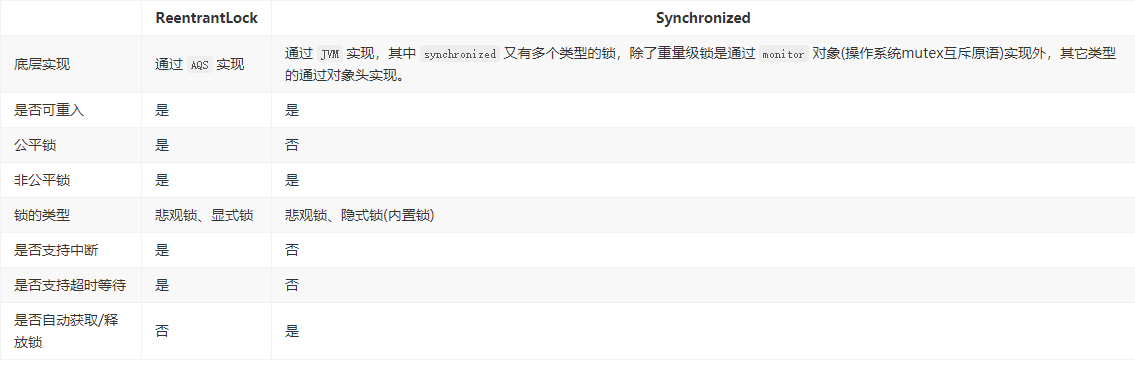 ReentrantLock Synchronized
底层实现 通过 AQS 实现 通过 JVM 实现，其中 synchronized 又有多个类型的锁，除了重量级锁是通过 monitor 对象(操作系统mutex互斥原语)实现外，其它类型
的通过对象头实现。
是否可重入 是 是
公平锁 是 否
非公平锁 是 是
锁的类型 悲观锁、显式锁 悲观锁、隐式锁(内置锁)
是否支持中断 是 否
是否支持超时等待 是 否
是否自动获取/释
放锁 否 是